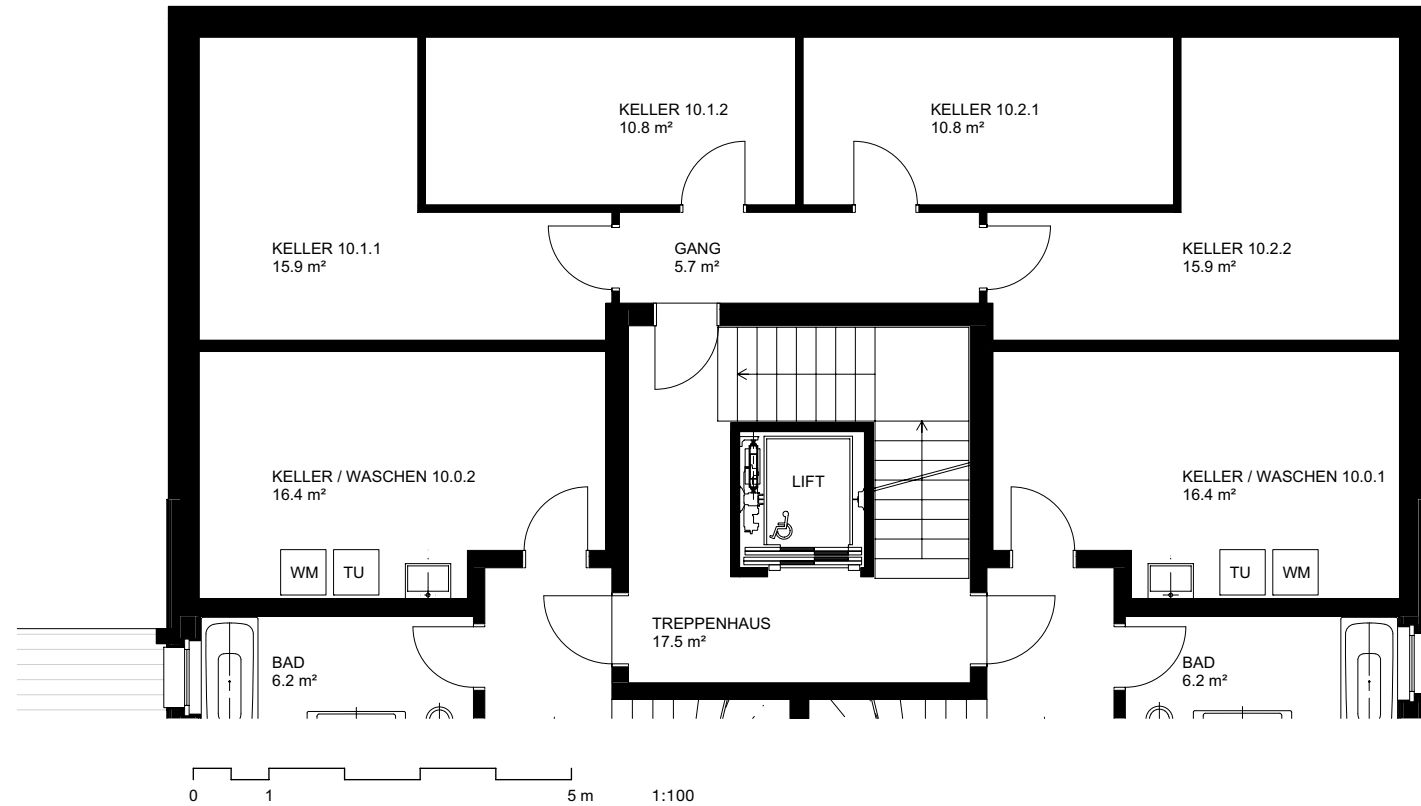 KELLER 10.1.2
10.8 m²
KELLER 10.2.1
10.8 m²
KELLER 10.1.1
15.9 m²
GANG
5.7 m²
KELLER 10.2.2
15.9 m²
KELLER / WASCHEN 10.0.2
16.4 m²
LIFT
KELLER / WASCHEN 10.0.1
16.4 m²
WM
TU
TU
WM
TREPPENHAUS
17.5 m²
BAD
6.2 m²
BAD
6.2 m²
0
1
5 m
1:100